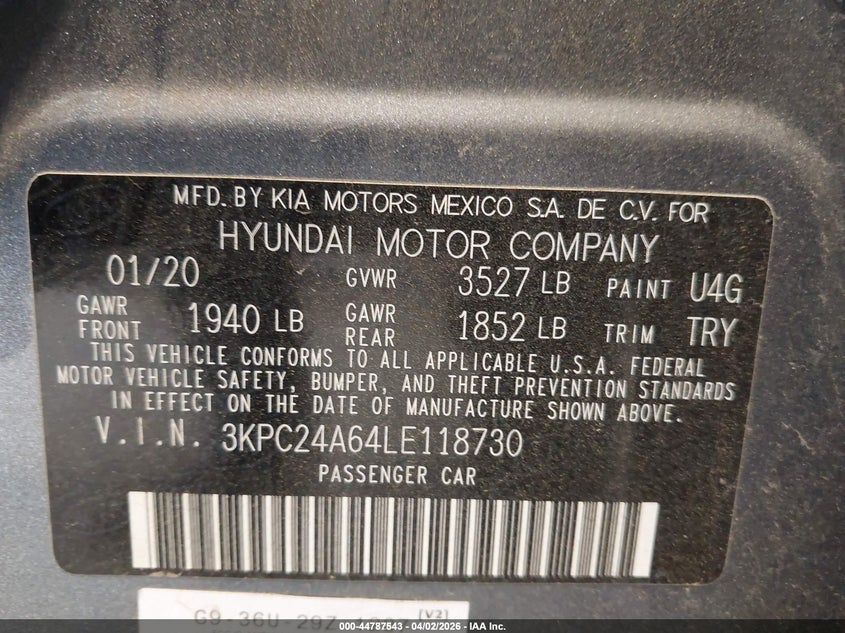 MFD. BY KIA MOTORS MEXICO S.A. DE C.V. FOR
HYUNDAI MOTOR COMPANY
01/20 GVWR 3527 LB PAINT U4G
GAWR FRONT 1940 LB GAWR REAR 1852 LB TRIM TRY
THIS VEHICLE CONFORMS TO ALL APPLICABLE U.S.A. FEDERAL
MOTOR VEHICLE SAFETY, BUMPER, AND THEFT PREVENTION STANDARDS
IN EFFECT ON THE DATE OF MANUFACTURE SHOWN ABOVE.
V.I.N. 3KPC24A64LE118730
PASSENGER CAR
(V2)
000-44787543 - 04/02/2026 - IAA Inc.